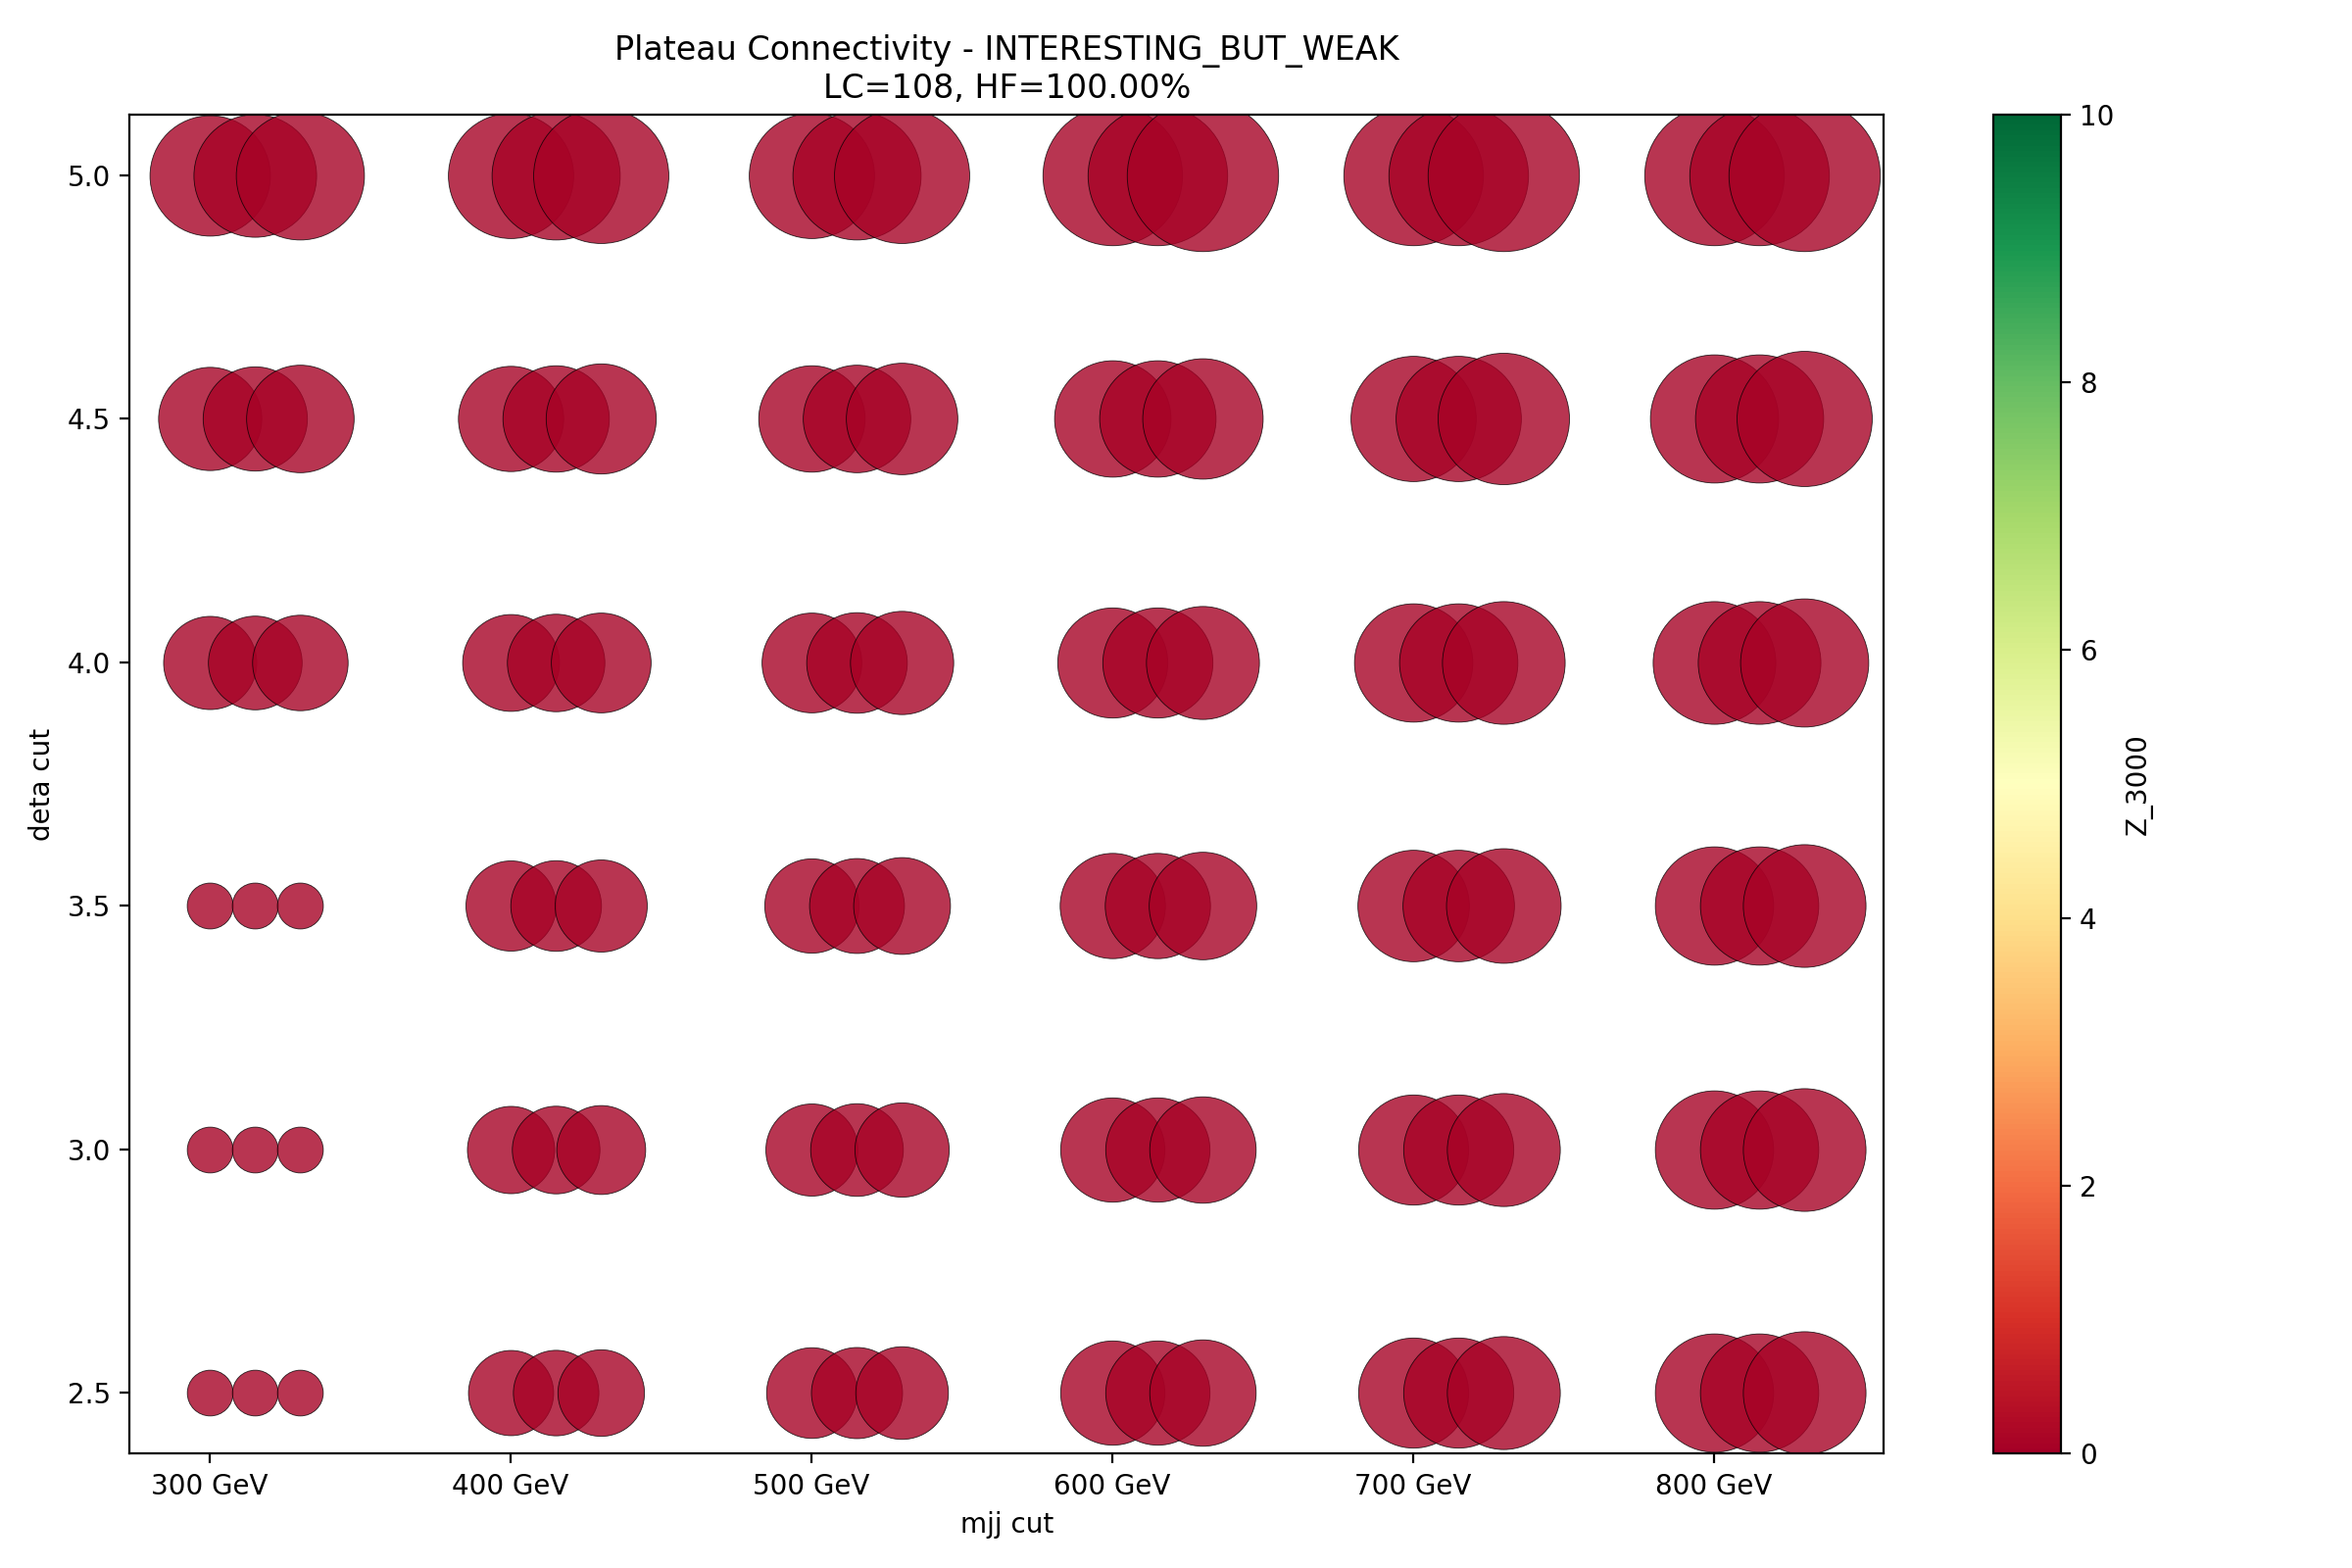 Plateau Connectivity - INTERESTING_BUT_WEAK
LC=108, HF=100.00%
5.0
4.5
4.0
3.5
3.0
2.5
deta cut
300 GeV
400 GeV
500 GeV
600 GeV
700 GeV
800 GeV
mjj cut
10
8
6
4
2
0
Z_3000